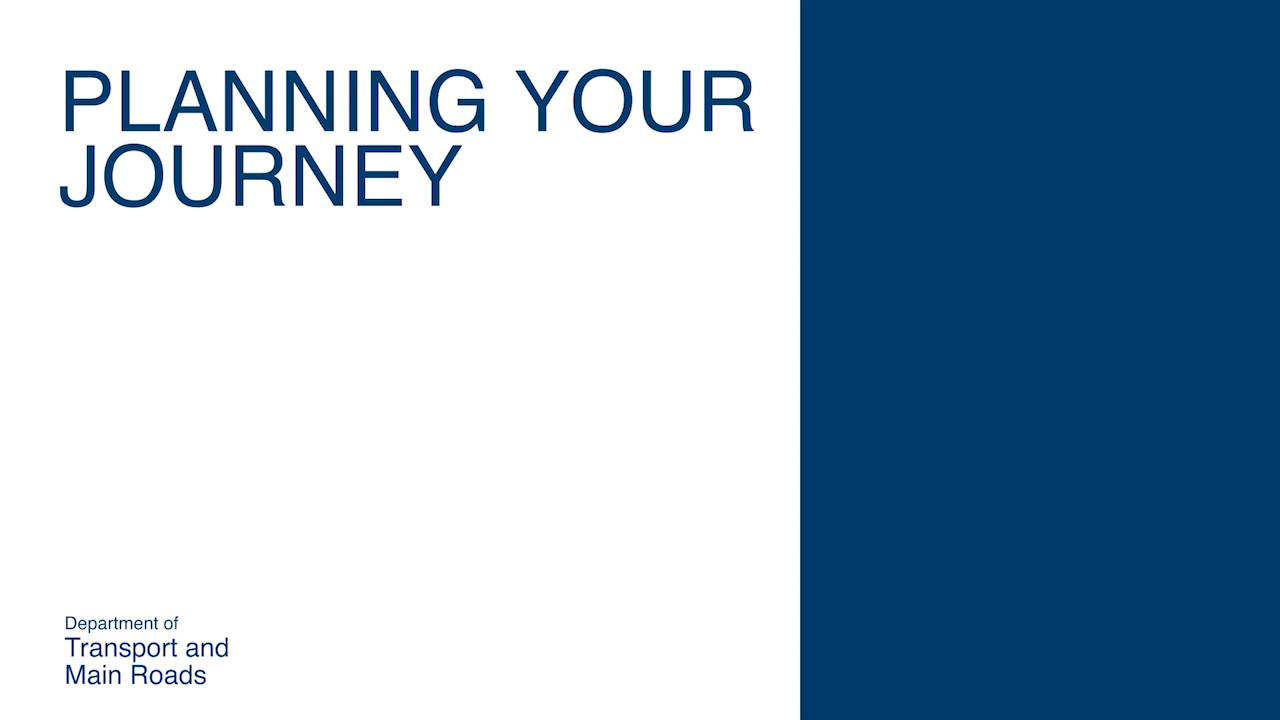 PLANNING YOUR
JOURNEY
Department of
Transport and
Main Roads